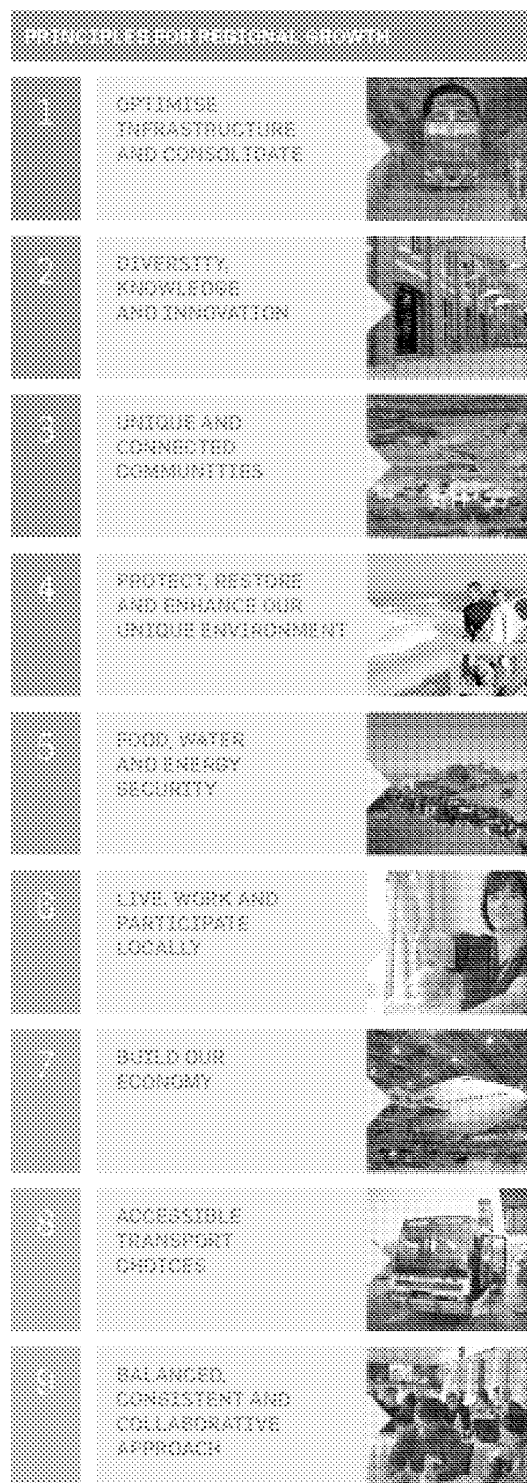 PRINCIPLES FOR REGIONAL GROWTH
1
OPTIMISE
INFRASTRUCTURE
AND CONSOLIDATE
2
DIVERSITY,
KNOWLEDGE
AND INNOVATION
3
UNIQUE AND
CONNECTED
COMMUNITIES
4
PROTECT, RESTORE
AND ENHANCE OUR
UNIQUE ENVIRONMENT
5
FOOD, WATER
AND ENERGY
SECURITY
6
LIVE, WORK AND
PARTICIPATE
LOCALLY
7
BUILD OUR
ECONOMY
8
ACCESSIBLE
TRANSPORT
CHOICES
9
BALANCED,
CONSISTENT AND
COLLABORATIVE
APPROACH